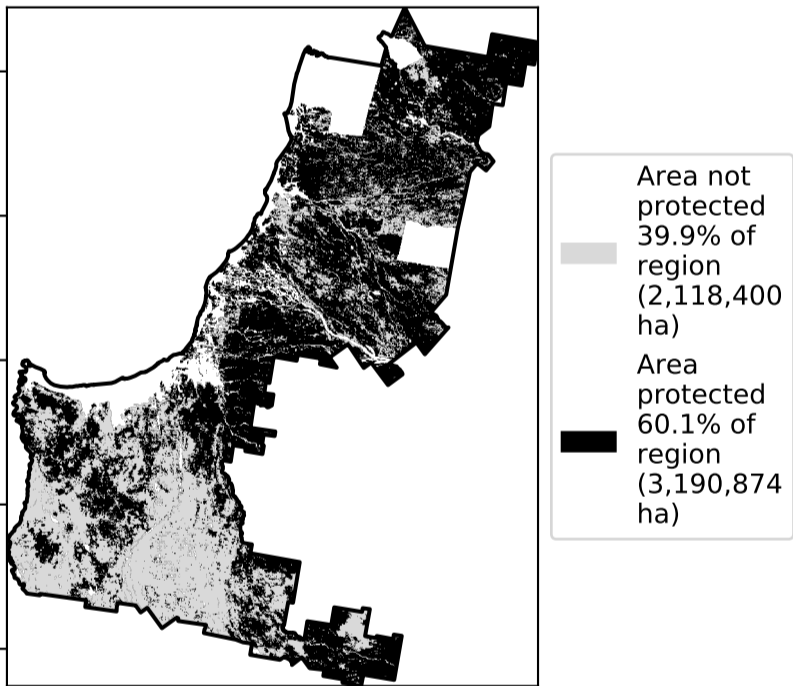 Area not
protected
39.9% of
region
(2,118,400
ha)
Area
protected
60.1% of
region
(3,190,874
ha)